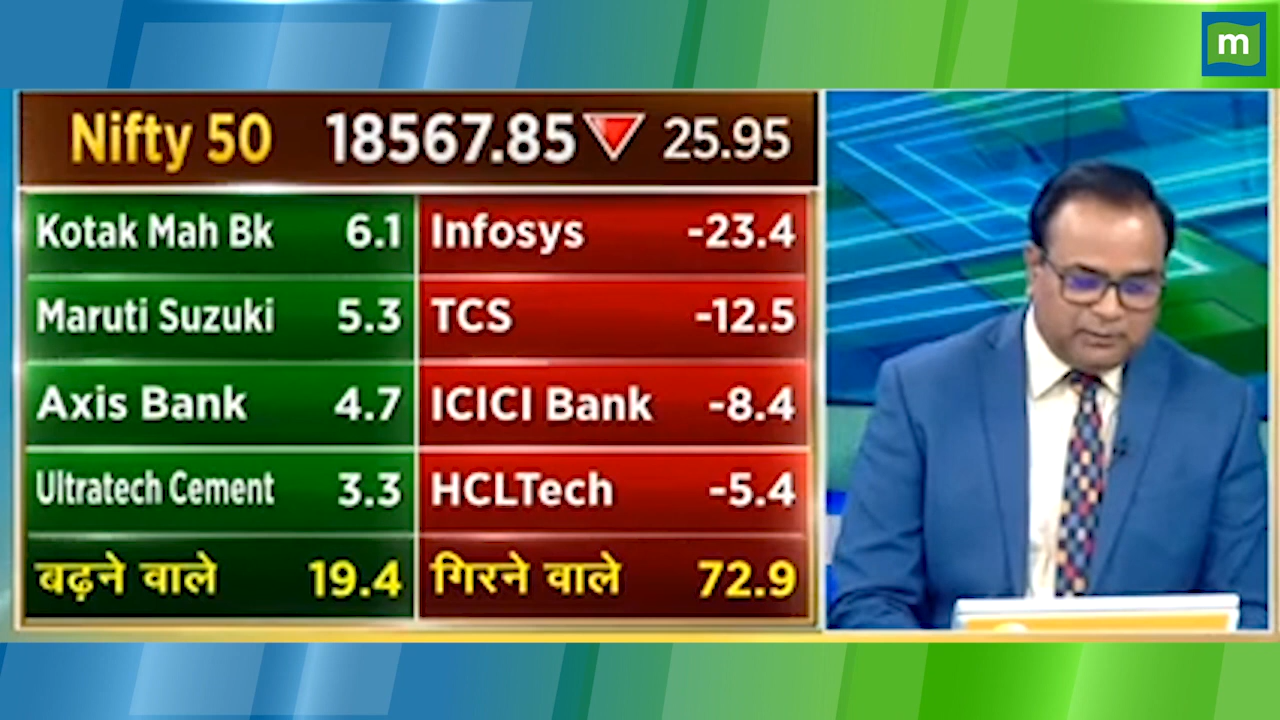 m
Nifty 50 18567.85 25.95
Kotak Mah Bk 6.1 Infosys -23.4
Maruti Suzuki 5.3 TCS -12.5
Axis Bank 4.7 ICICI Bank -8.4
Ultratech Cement 3.3 HCLTech -5.4
बढ़ने वाले 19.4 गिरने वाले 72.9